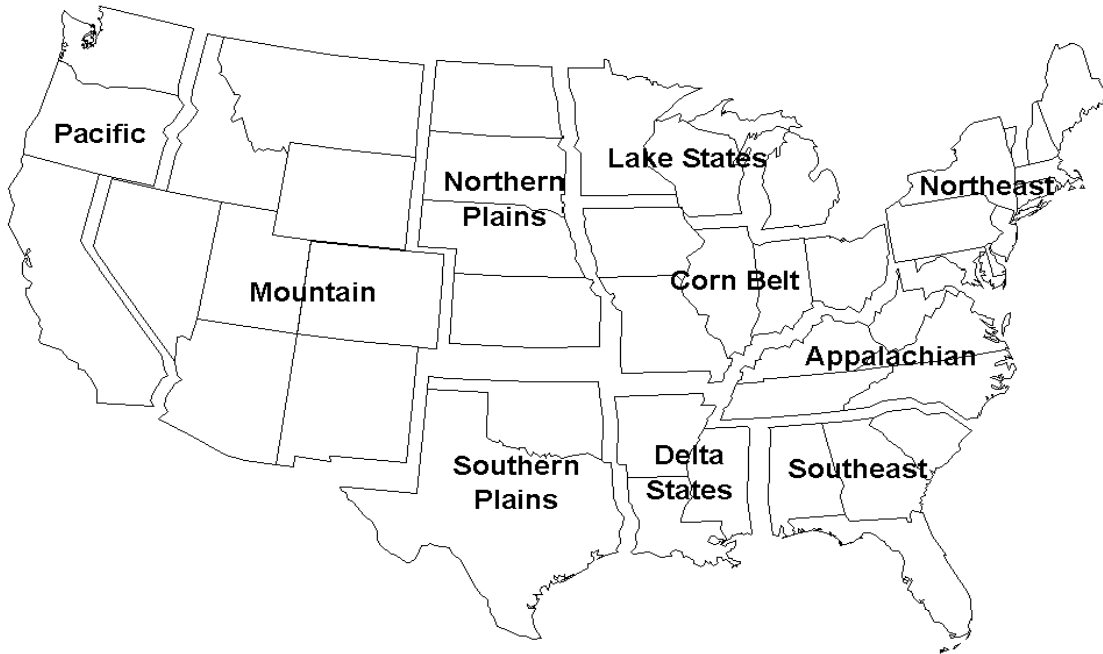 Pacific
Lake States
Northern
Plains
Northeast
Mountain
Corn Belt
Appalachian
Southern
Plains
Delta
States
Southeast